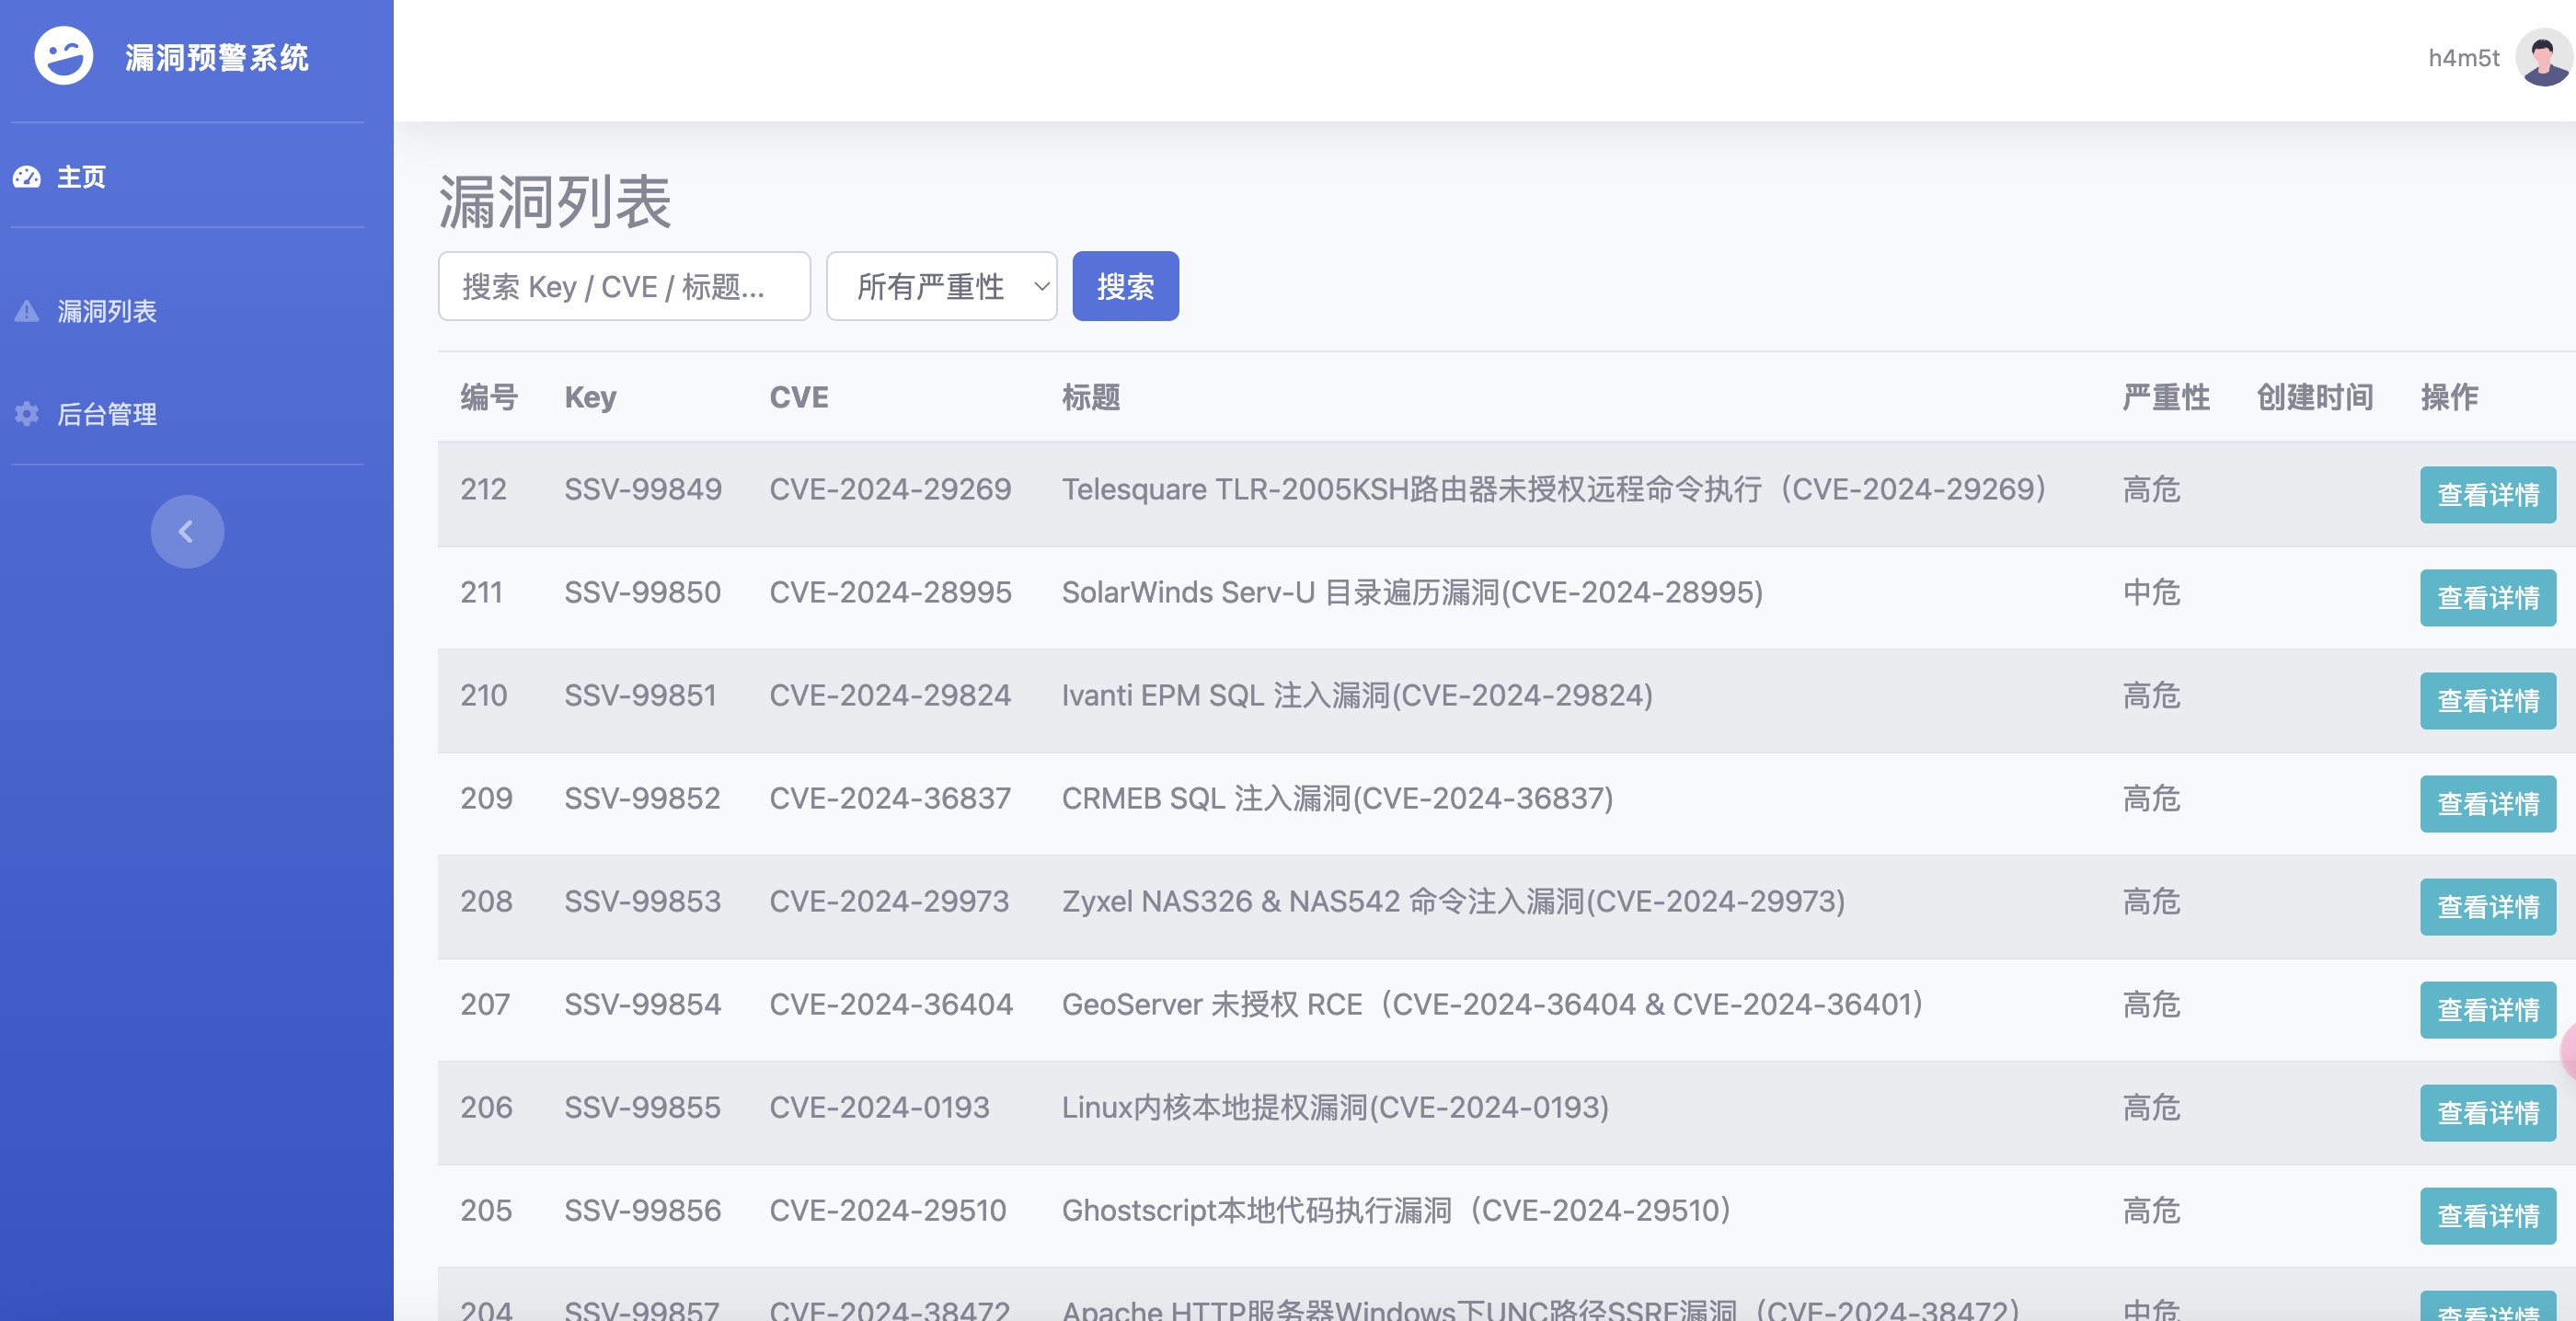 漏洞预警系统
h4m5t
主页
漏洞列表
后台管理
漏洞列表
搜索 Key / CVE / 标题... 所有严重性 搜索
编号 Key CVE 标题 严重性 创建时间 操作
212 SSV-99849 CVE-2024-29269 Telesquare TLR-2005KSH路由器未授权远程命令执行（CVE-2024-29269） 高危 查看详情
211 SSV-99850 CVE-2024-28995 SolarWinds Serv-U 目录遍历漏洞(CVE-2024-28995) 中危 查看详情
210 SSV-99851 CVE-2024-29824 Ivanti EPM SQL 注入漏洞(CVE-2024-29824) 高危 查看详情
209 SSV-99852 CVE-2024-36837 CRMEB SQL 注入漏洞(CVE-2024-36837) 高危 查看详情
208 SSV-99853 CVE-2024-29973 Zyxel NAS326 & NAS542 命令注入漏洞(CVE-2024-29973) 高危 查看详情
207 SSV-99854 CVE-2024-36404 GeoServer 未授权 RCE（CVE-2024-36404 & CVE-2024-36401） 高危 查看详情
206 SSV-99855 CVE-2024-0193 Linux内核本地提权漏洞(CVE-2024-0193) 高危 查看详情
205 SSV-99856 CVE-2024-29510 Ghostscript本地代码执行漏洞（CVE-2024-29510） 高危 查看详情
204 SSV-99857 CVE-2024-38472 Apache HTTP服务器Windows下UNC路径SSRF漏洞（CVE-2024-38472） 中危 查看详情